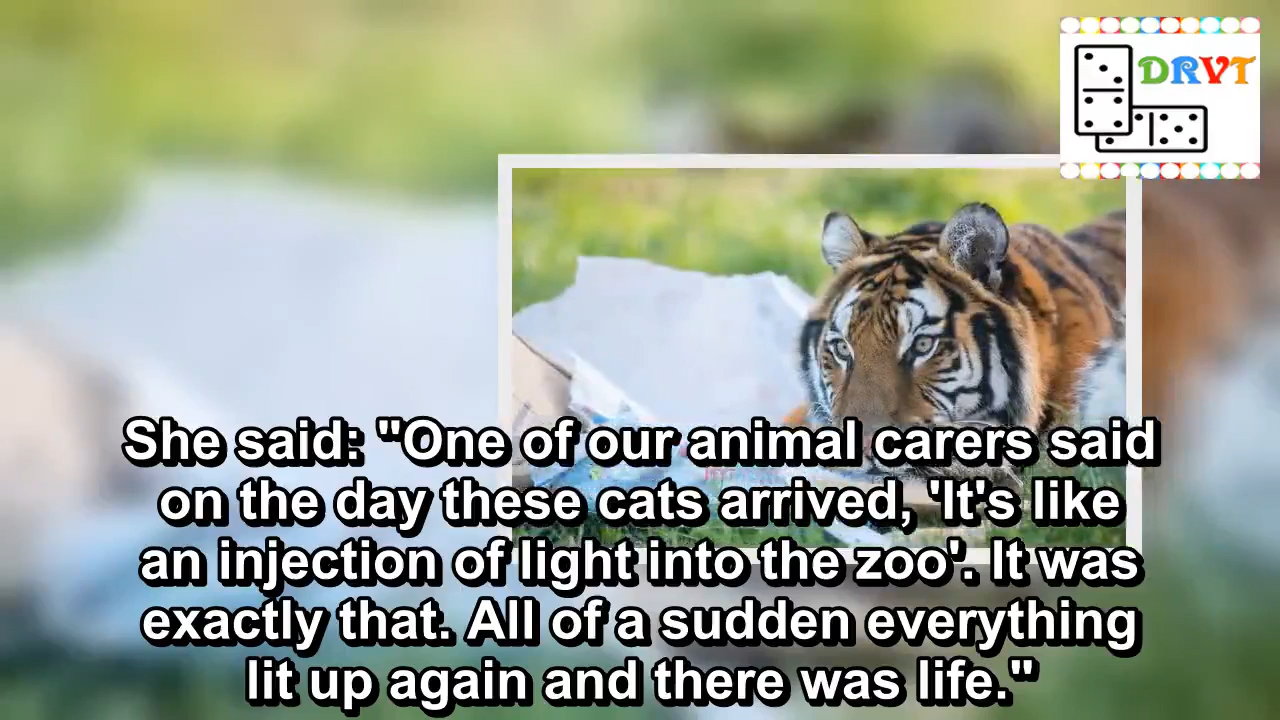 DRVT
She said: "One of our animal carers said
on the day these cats arrived, 'It's like
an injection of light into the zoo'. It was
exactly that. All of a sudden everything
lit up again and there was life."